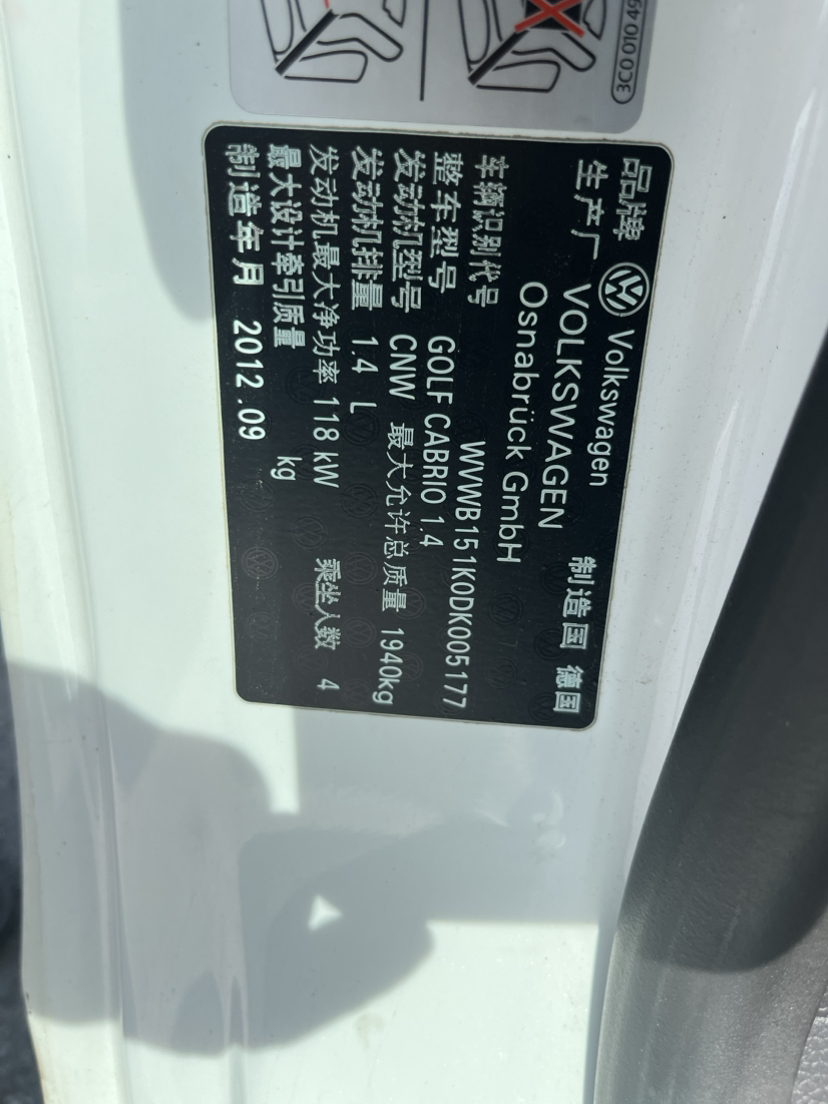 3C0 010 49
品牌 Volkswagen 制造国 德国
生产厂 VOLKSWAGEN
Osnabrück GmbH
车辆识别代号 WVWB151K0DK005177
整车型号 GOLF CABRIO 1.4
发动机型号 CNW 最大允许总质量 1940kg
发动机排量 1.4 L
发动机最大净功率 118 kW 乘坐人数 4
最大设计牵引质量 kg
制造年月 2012.09